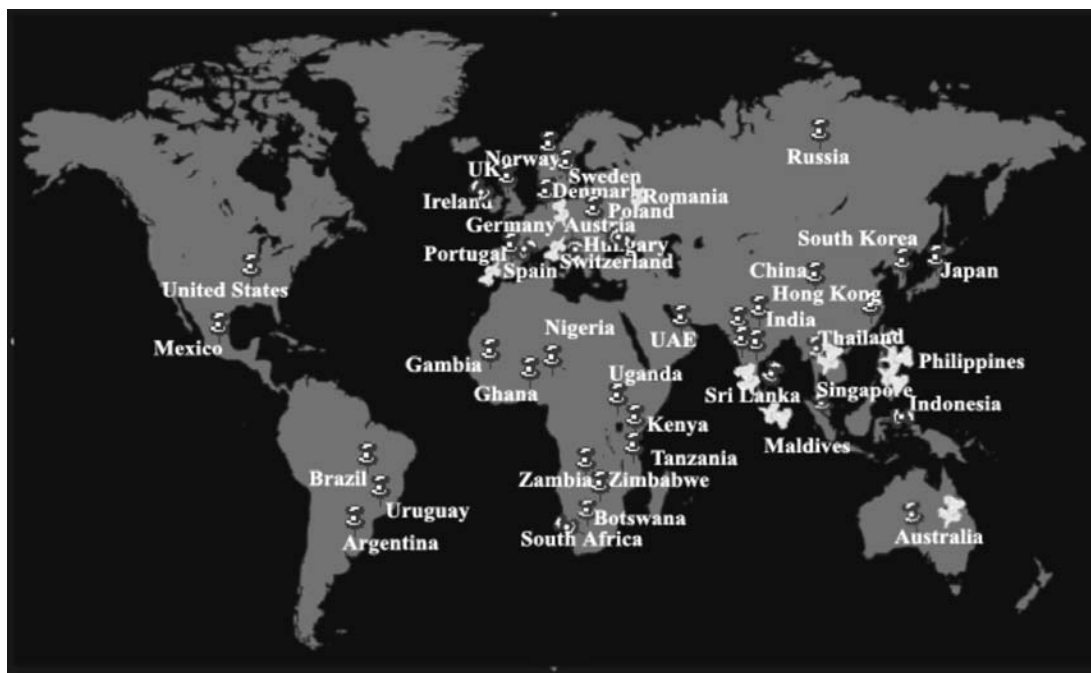 Russia
Norway
UK
Sweden
Denmark
Romania
Ireland
Poland
Germany Austria
South Korea
Portugal
Hungary
Switzerland
Spain
Japan
China
United States
Hong Kong
India
Nigeria
UAE
Thailand
Mexico
Gambia
Philippines
Uganda
Ghana
Sri Lanka
Singapore
Indonesia
Kenya
Maldives
Tanzania
Brazil
Zambia
Zimbabwe
Uruguay
Botswana
South Africa
Australia
Argentina